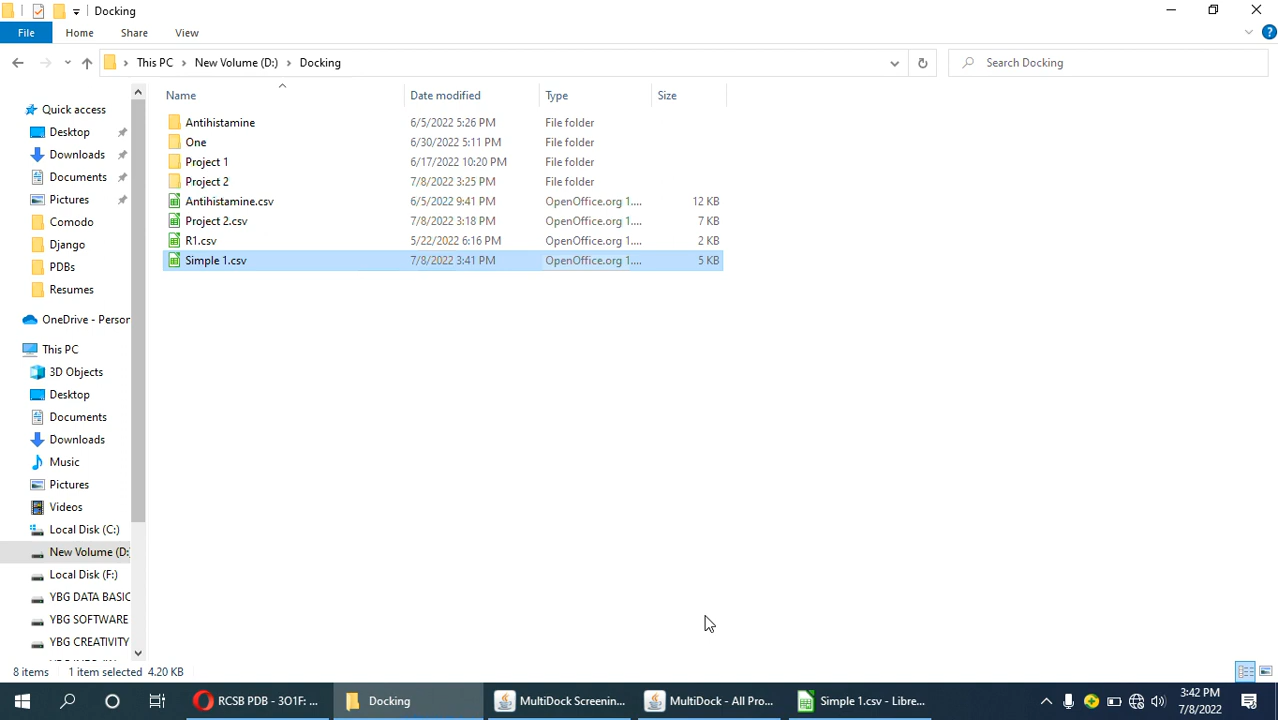 Docking
File
Home
Share
View
This PC
New Volume (D:)
Docking
Search Docking
Name
Date modified
Type
Size
Quick access
Desktop
Downloads
Documents
Pictures
Comodo
Django
PDBs
Resumes
OneDrive - Person
This PC
3D Objects
Desktop
Documents
Downloads
Music
Pictures
Videos
Local Disk (C:)
New Volume (D:
Local Disk (F:)
YBG DATA BASIC
YBG SOFTWARE
YBG CREATIVITY
Antihistamine 6/5/2022 5:26 PM File folder
One 6/30/2022 5:11 PM File folder
Project 1 6/17/2022 10:20 PM File folder
Project 2 7/8/2022 3:25 PM File folder
Antihistamine.csv 6/5/2022 9:41 PM OpenOffice.org 1.... 12 KB
Project 2.csv 7/8/2022 3:18 PM OpenOffice.org 1.... 7 KB
R1.csv 5/22/2022 6:16 PM OpenOffice.org 1.... 2 KB
Simple 1.csv 7/8/2022 3:41 PM OpenOffice.org 1.... 5 KB
8 items 1 item selected 4.20 KB
RCSB PDB - 3O1F: ...
Docking
MultiDock Screenin...
MultiDock - All Pro...
Simple 1.csv - Libre...
3:42 PM
7/8/2022